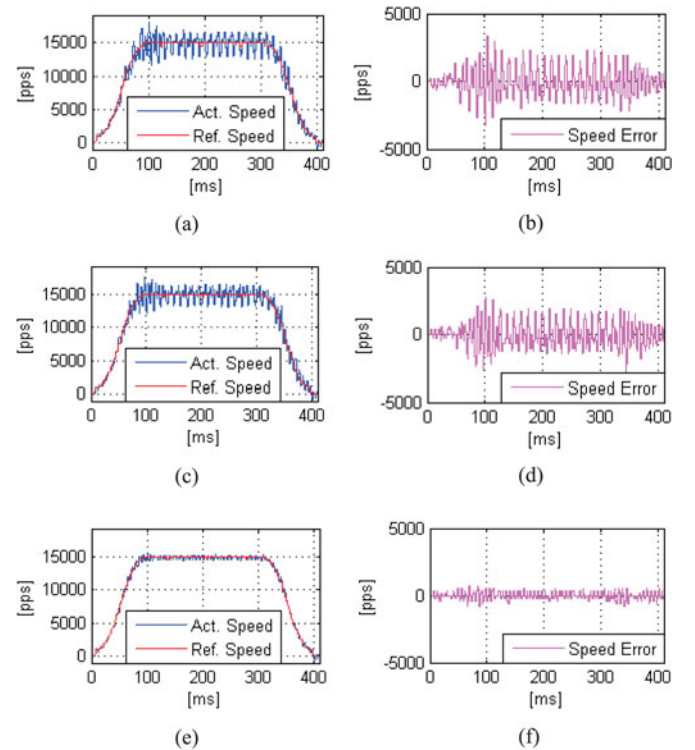 [pps]
15000
10000
5000
0
Act. Speed
Ref. Speed
0 100 200 300 400
[ms]
(a)
[pps]
5000
0
-5000
Speed Error
0 100 200 300 400
[ms]
(b)
[pps]
15000
10000
5000
0
Act. Speed
Ref. Speed
0 100 200 300 400
[ms]
(c)
[pps]
5000
0
-5000
Speed Error
0 100 200 300 400
[ms]
(d)
[pps]
15000
10000
5000
0
Act. Speed
Ref. Speed
0 100 200 300 400
[ms]
(e)
[pps]
5000
0
-5000
Speed Error
0 100 200 300 400
[ms]
(f)